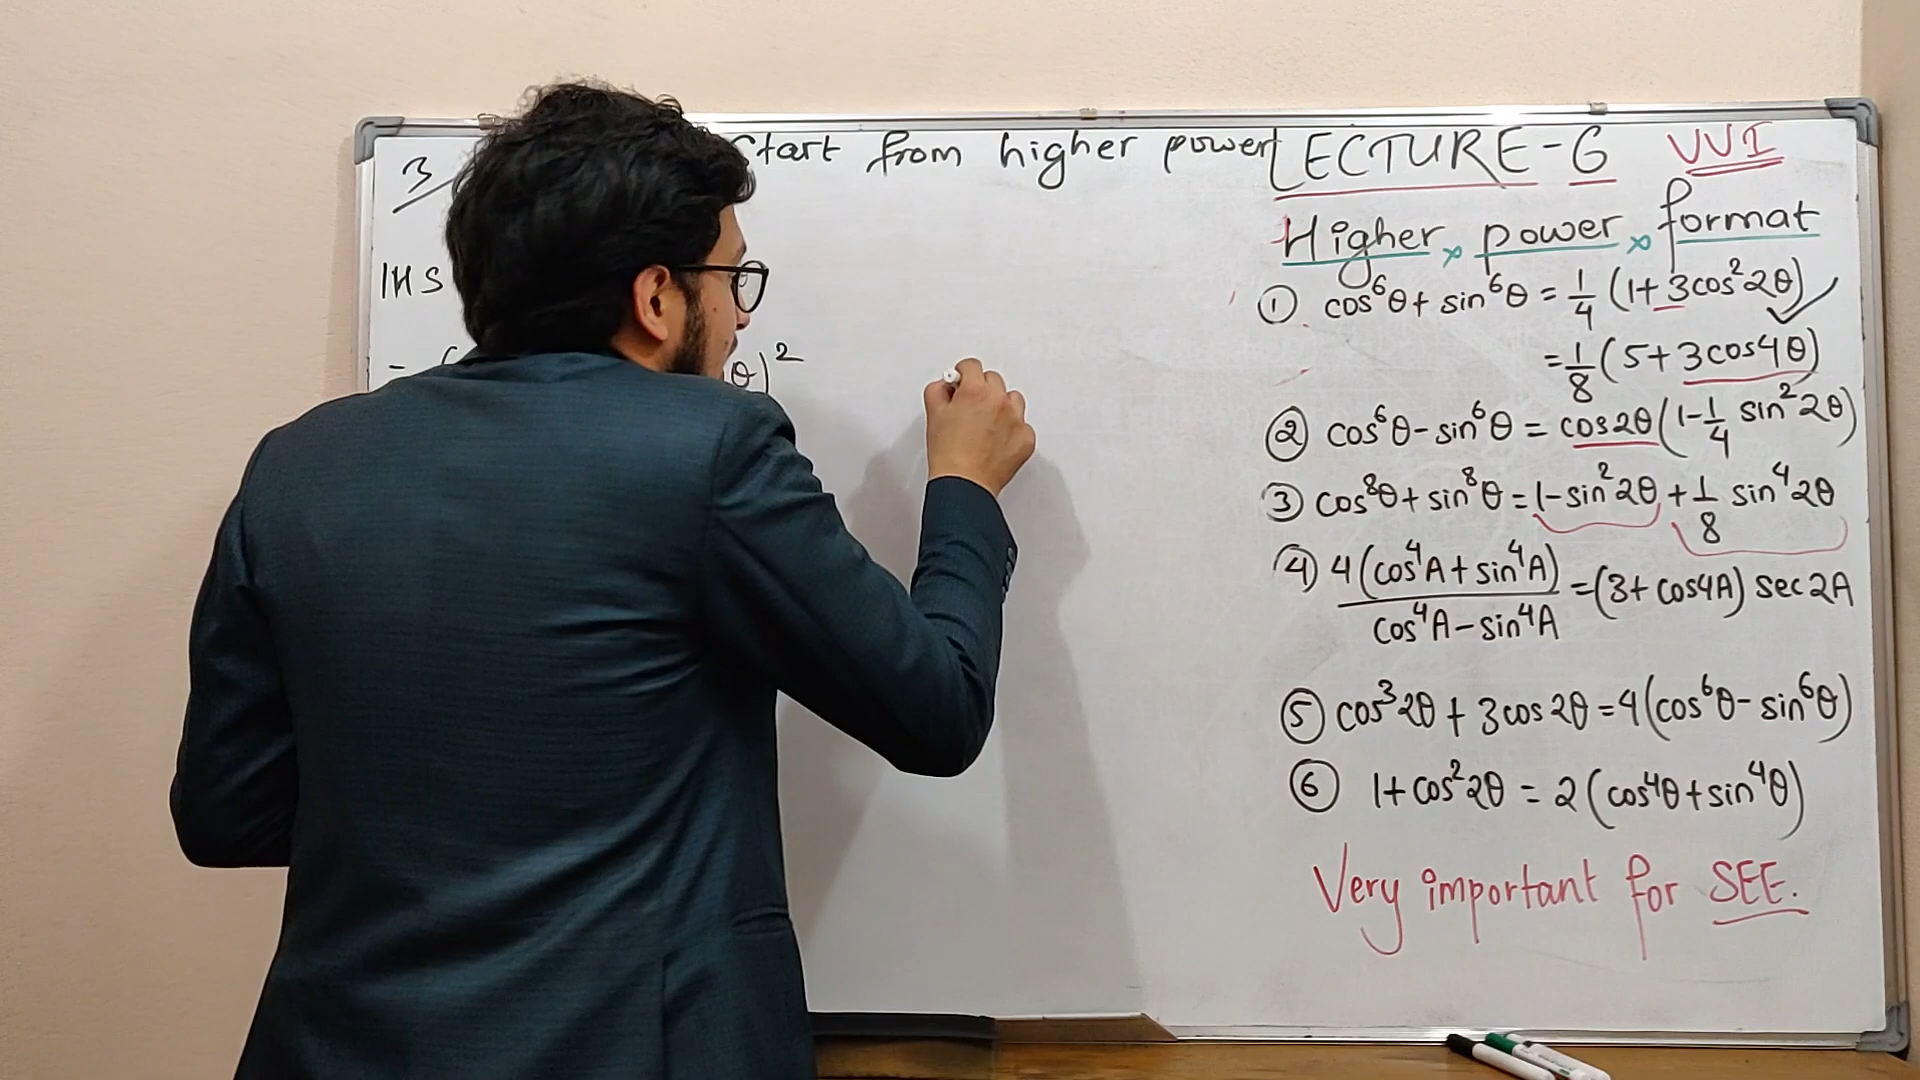 3
Start from higher power
LHS
θ)²
LECTURE-6 VVI
Higher power format
① cos⁶θ + sin⁶θ = 1/4 (1+3cos²2θ)
= 1/8 (5+3cos4θ)
② cos⁶θ - sin⁶θ = cos2θ (1 - 1/4 sin²2θ)
③ cos⁸θ + sin⁸θ = 1 - sin²2θ + 1/8 sin⁴2θ
④ 4(cos⁴A + sin⁴A) / cos⁴A - sin⁴A = (3+cos4A) sec2A
⑤ cos³2θ + 3cos2θ = 4(cos⁶θ - sin⁶θ)
⑥ 1+cos²2θ = 2(cos⁴θ + sin⁴θ)
Very important for SEE.